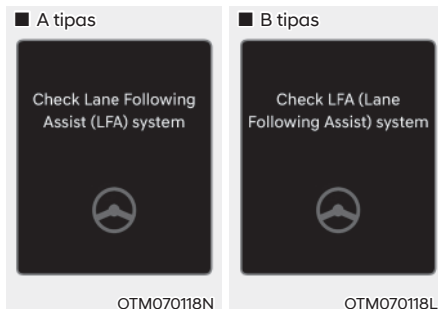 ■ A tipas
Check Lane Following
Assist (LFA) system
OTM070118N
■ B tipas
Check LFA (Lane
Following Assist) system
OTM070118L